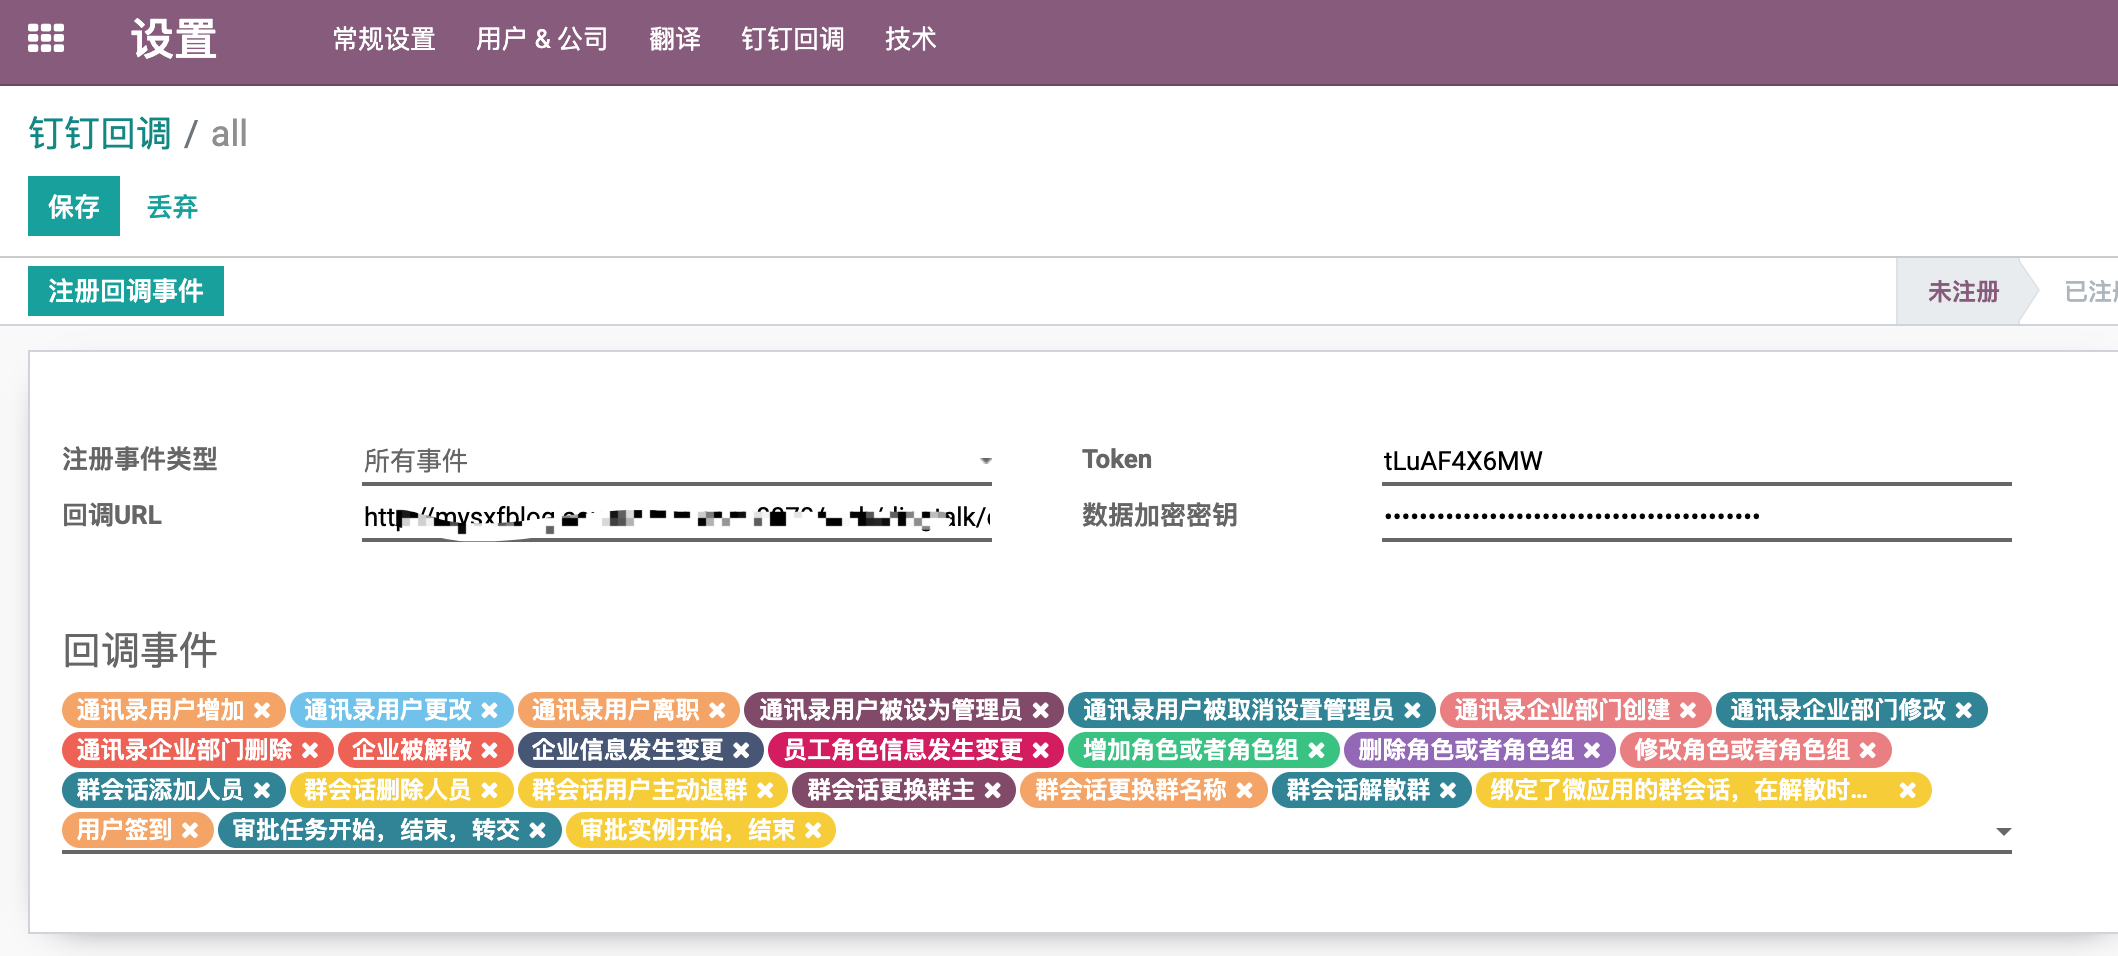 设置 常规设置 用户 & 公司 翻译 钉钉回调 技术
钉钉回调 / all
保存 丢弃
注册回调事件 未注册 已注
注册事件类型 所有事件 Token tLuAF4X6MW
回调URL 数据加密密钥
回调事件
通讯录用户增加 通讯录用户更改 通讯录用户离职 通讯录用户被设为管理员 通讯录用户被取消设置管理员 通讯录企业部门创建 通讯录企业部门修改
通讯录企业部门删除 企业被解散 企业信息发生变更 员工角色信息发生变更 增加角色或者角色组 删除角色或者角色组 修改角色或者角色组
群会话添加人员 群会话删除人员 群会话用户主动退群 群会话更换群主 群会话更换群名称 群会话解散群 绑定了微应用的群会话，在解散时...
用户签到 审批任务开始，结束，转交 审批实例开始，结束